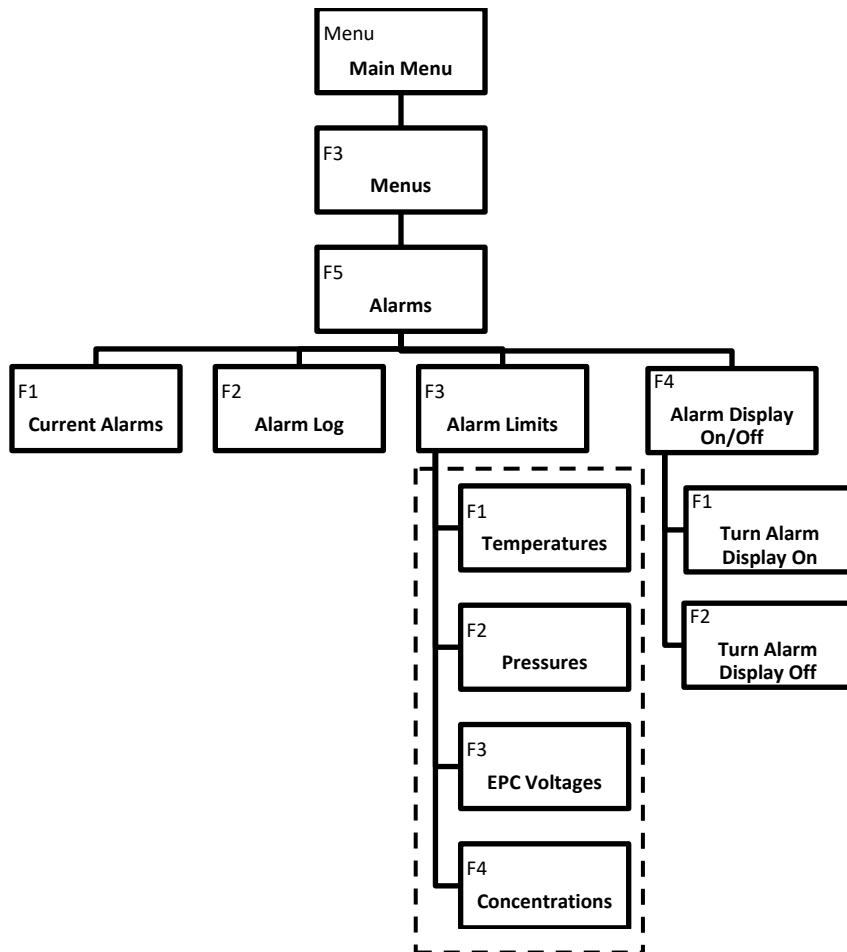 Menu
Main Menu
F3
Menus
F5
Alarms
F1
Current Alarms
F2
Alarm Log
F3
Alarm Limits
F4
Alarm Display
On/Off
F1
Temperatures
F2
Pressures
F3
EPC Voltages
F4
Concentrations
F1
Turn Alarm
Display On
F2
Turn Alarm
Display Off